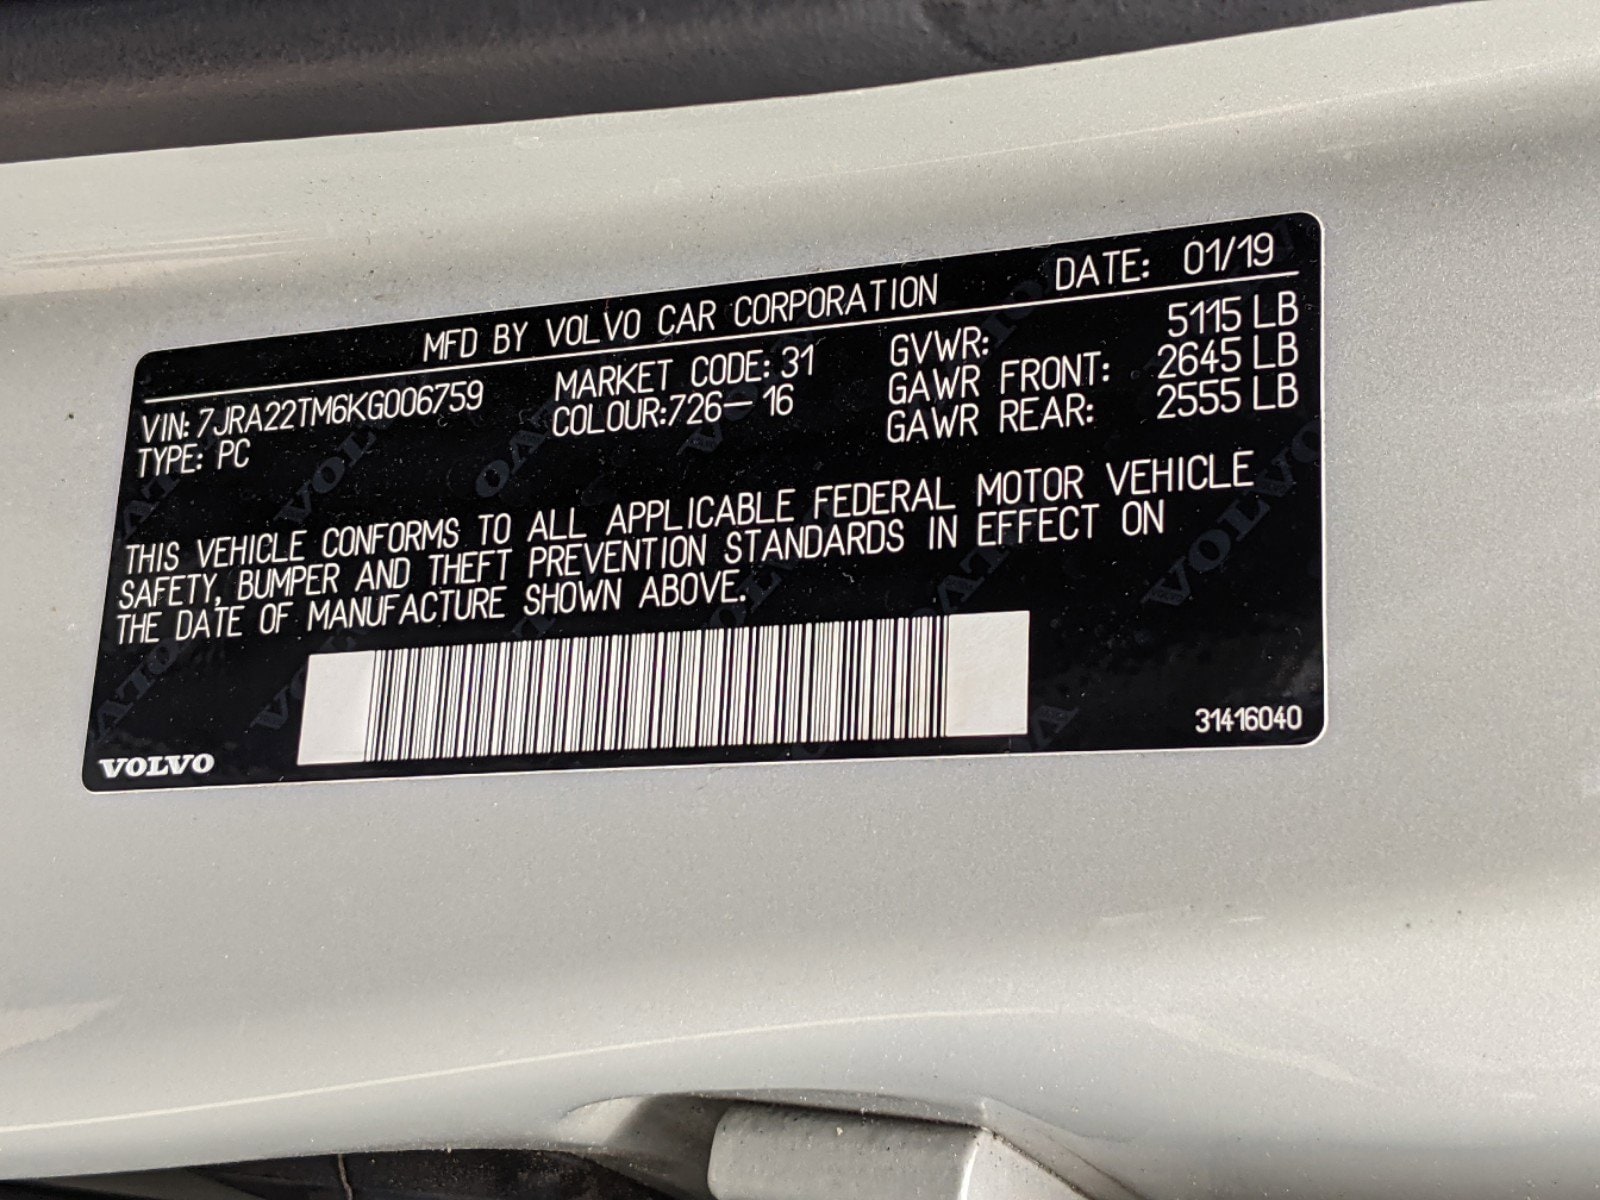 MFD BY VOLVO CAR CORPORATION DATE: 01/19
VIN: 7JRA22TM6KG006759 MARKET CODE: 31 GVWR: 5115 LB
TYPE: PC COLOUR:726-16 GAWR FRONT: 2645 LB
GAWR REAR: 2555 LB
THIS VEHICLE CONFORMS TO ALL APPLICABLE FEDERAL MOTOR VEHICLE
SAFETY, BUMPER AND THEFT PREVENTION STANDARDS IN EFFECT ON
THE DATE OF MANUFACTURE SHOWN ABOVE.
VOLVO 31416040